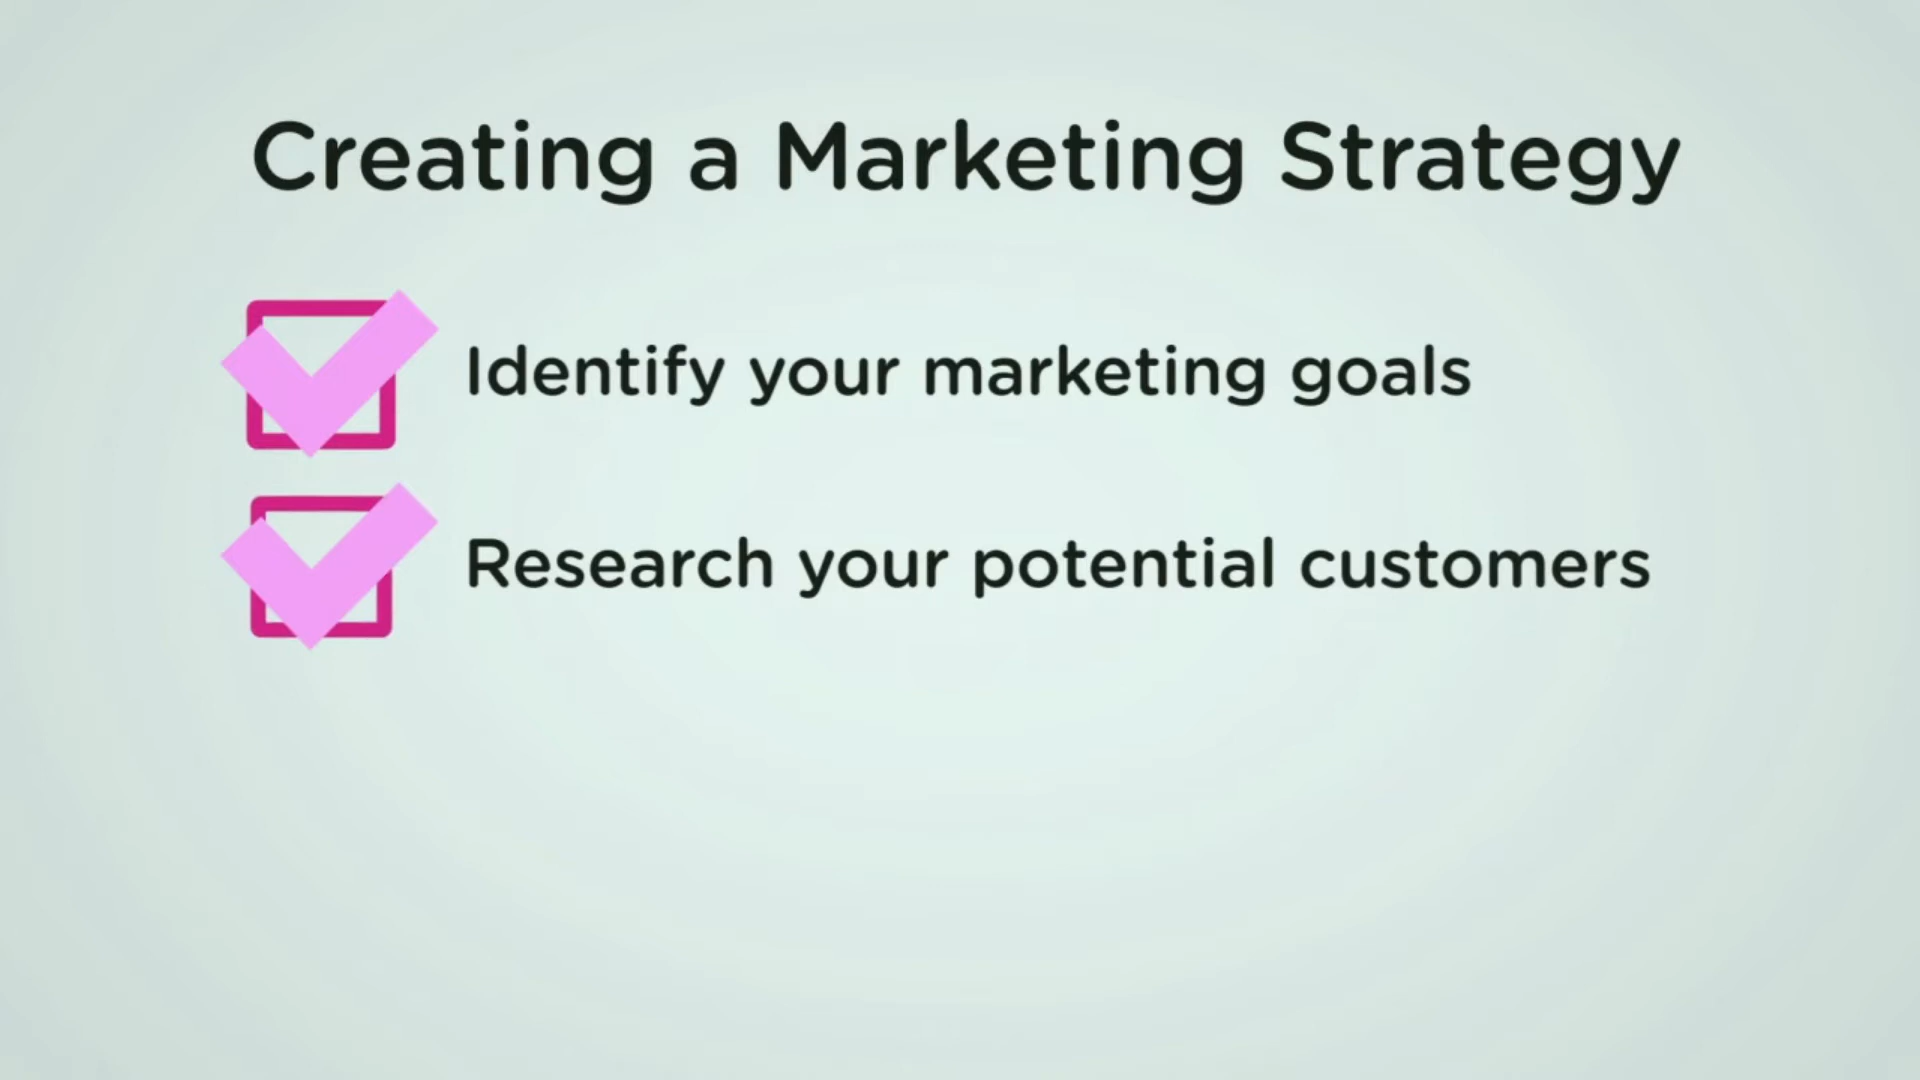 Creating a Marketing Strategy
Identify your marketing goals
Research your potential customers